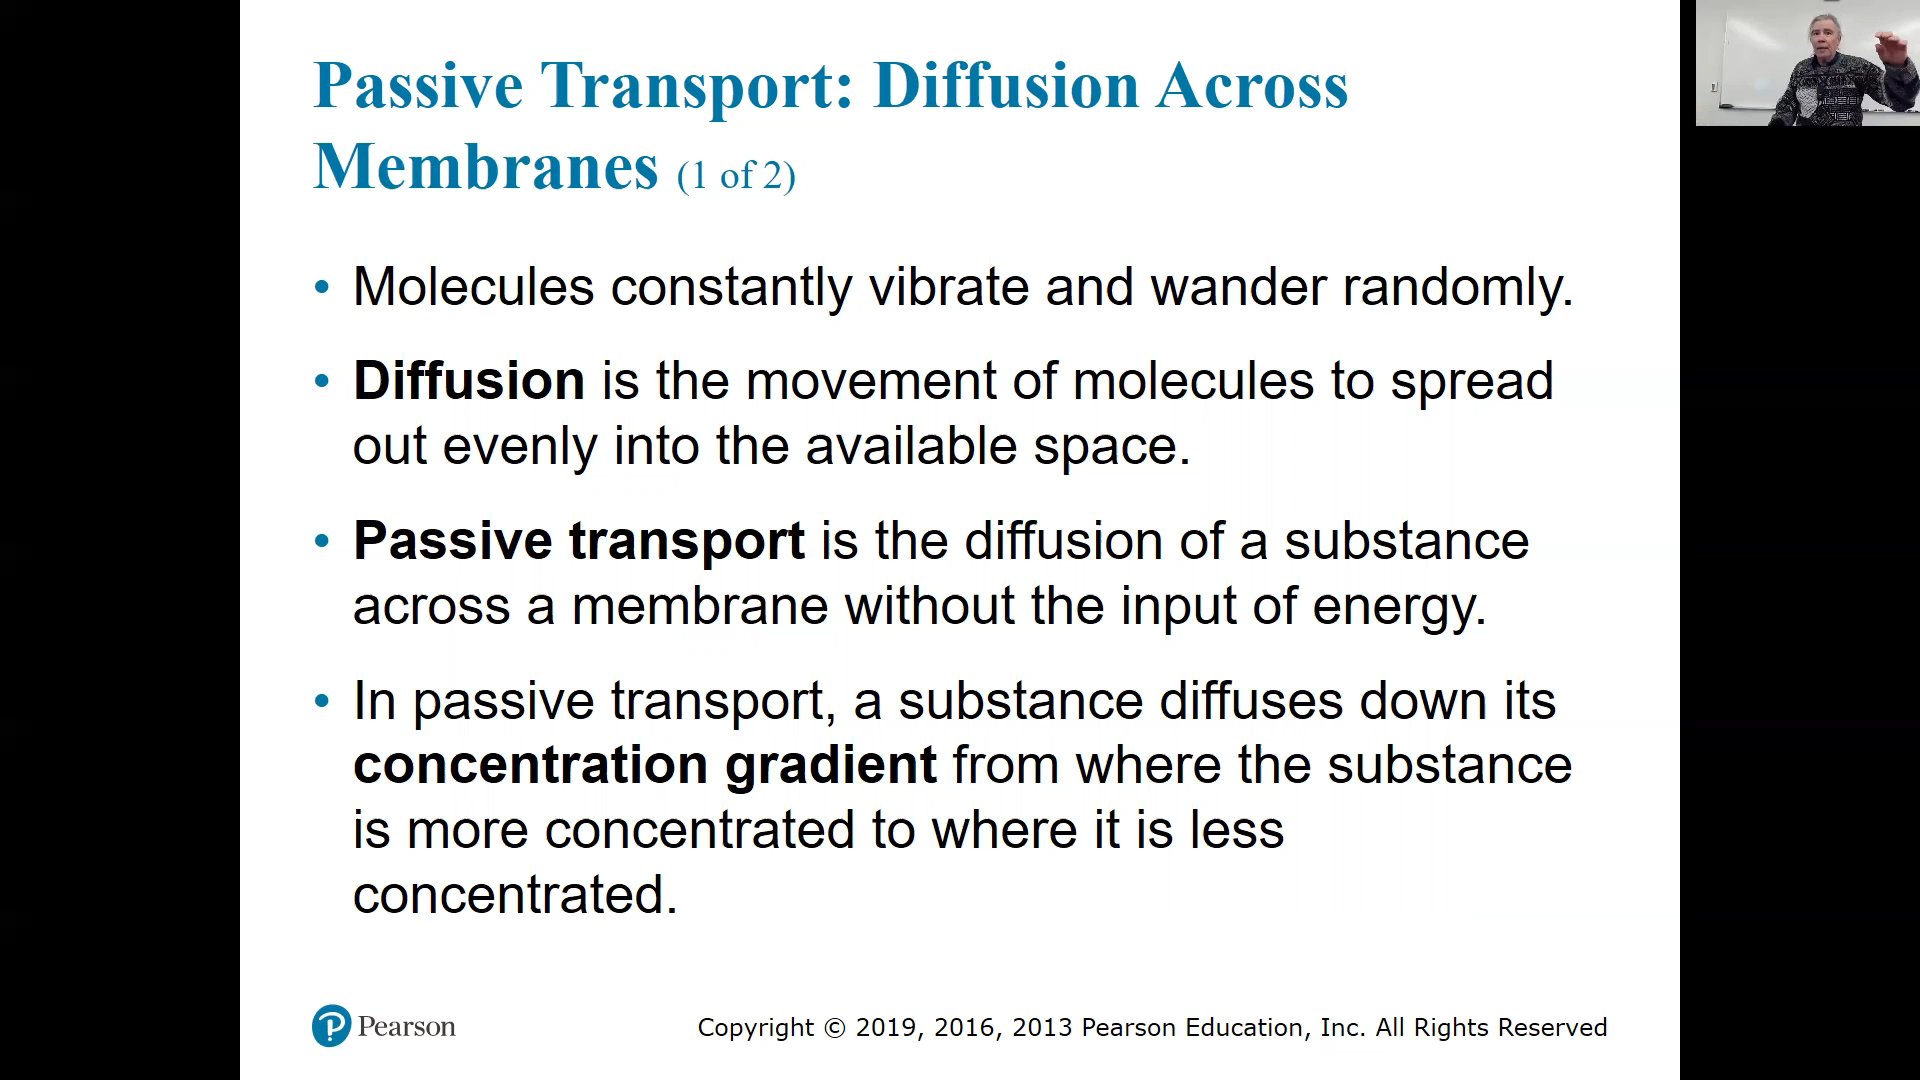 Passive Transport: Diffusion Across
Membranes (1 of 2)
• Molecules constantly vibrate and wander randomly.
• Diffusion is the movement of molecules to spread
out evenly into the available space.
• Passive transport is the diffusion of a substance
across a membrane without the input of energy.
• In passive transport, a substance diffuses down its
concentration gradient from where the substance
is more concentrated to where it is less
concentrated.
Pearson
Copyright © 2019, 2016, 2013 Pearson Education, Inc. All Rights Reserved